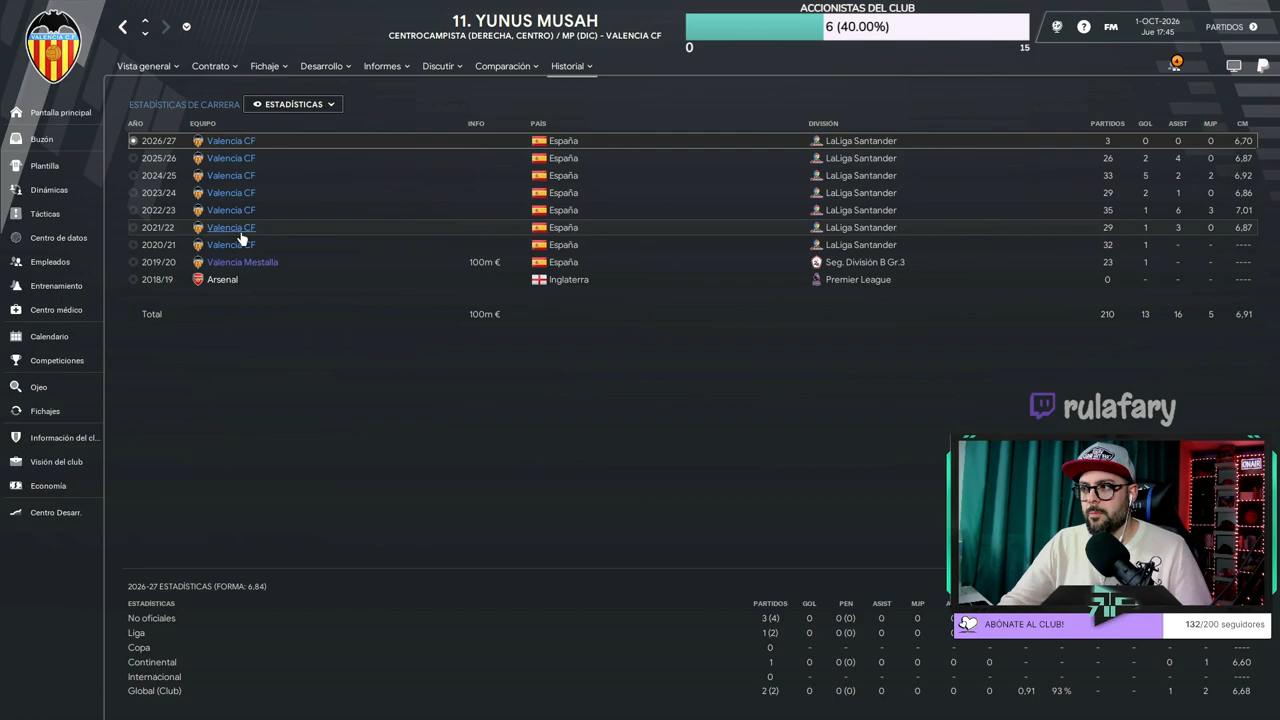 VALENCIA C.F
11. YUNUS MUSAH
CENTROCAMPISTA (DERECHA, CENTRO) / MP (DIC) - VALENCIA CF
ACCIONISTAS DEL CLUB
6 (40.00%)
0 15
? FM 1-OCT-2026
Jue 17:45
PARTIDOS
4
Vista general Contrato Fichaje Desarrollo Informes Discutir Comparación Historial
Pantalla principal
Buzón
Plantilla
Dinámicas
Tácticas
Centro de datos
Empleados
Entrenamiento
Centro médico
Calendario
Competiciones
Ojeo
Fichajes
Información del cl...
Visión del club
Economía
Centro Desarr.
ESTADÍSTICAS DE CARRERA ESTADÍSTICAS
AÑO EQUIPO INFO PAÍS DIVISIÓN PARTIDOS GOL ASIST MJP CM
2026/27 Valencia CF España LaLiga Santander 3 0 0 0 6,70
2025/26 Valencia CF España LaLiga Santander 26 2 4 0 6,87
2024/25 Valencia CF España LaLiga Santander 33 5 2 2 6,92
2023/24 Valencia CF España LaLiga Santander 29 2 1 0 6,86
2022/23 Valencia CF España LaLiga Santander 35 1 6 3 7,01
2021/22 Valencia CF España LaLiga Santander 29 1 3 0 6,87
2020/21 Valencia CF España LaLiga Santander 32 1 - - ----
2019/20 Valencia Mestalla 100m € España Seg. División B Gr.3 23 1 - - ----
2018/19 Arsenal Inglaterra Premier League 0 - - - ----
Total 100m € 210 13 16 5 6,91
rulafary
ON AIR
ABÓNATE AL CLUB! 132/200 seguidores
2026-27 ESTADÍSTICAS (FORMA: 6,84)
ESTADÍSTICAS PARTIDOS GOL PEN ASIST MJP
No oficiales 3 (4) 0 0 (0) 0 0
Liga 1 (2) 0 0 (0) 0 0
Copa 0 - - - - ----
Continental 1 0 0 (0) 0 0 0 0 1 6,60
Internacional 0 - - - - - - - - - - ----
Global (Club) 2 (2) 0 0 (0) 0 0 0 0,91 93 % - - 1 2 6,68